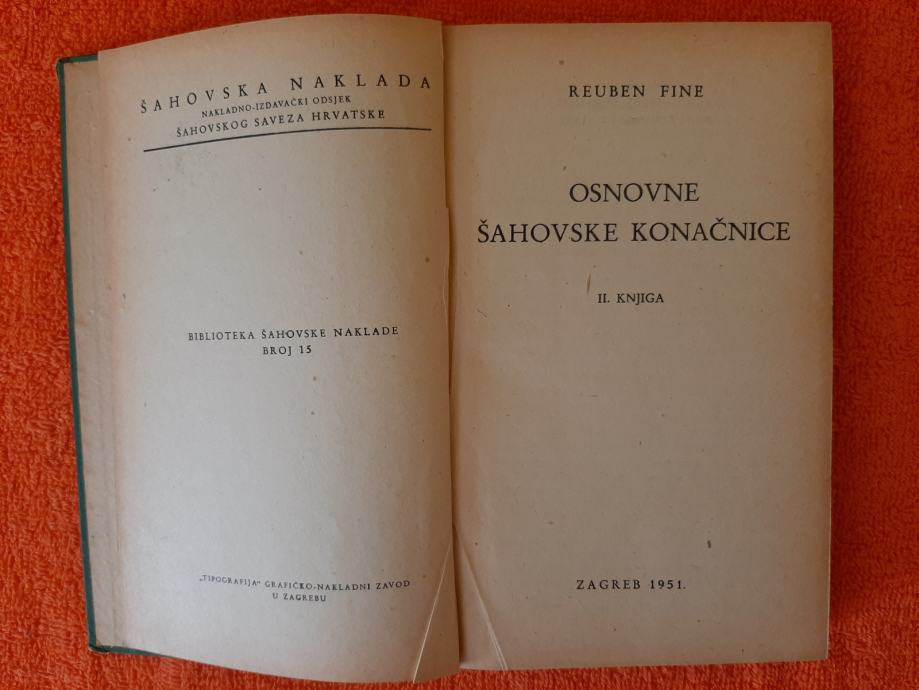 ŠAHOVSKA NAKLADA
NAKLADNO-IZDAVAČKI ODSJEK
ŠAHOVSKOG SAVEZA HRVATSKE
BIBLIOTEKA ŠAHOVSKE NAKLADE
BROJ 15
„TIPOGRAFIJA“ GRAFIČKO-NAKLADNI ZAVOD
U ZAGREBU
REUBEN FINE
OSNOVNE
ŠAHOVSKE KONAČNICE
II. KNJIGA
ZAGREB 1951.